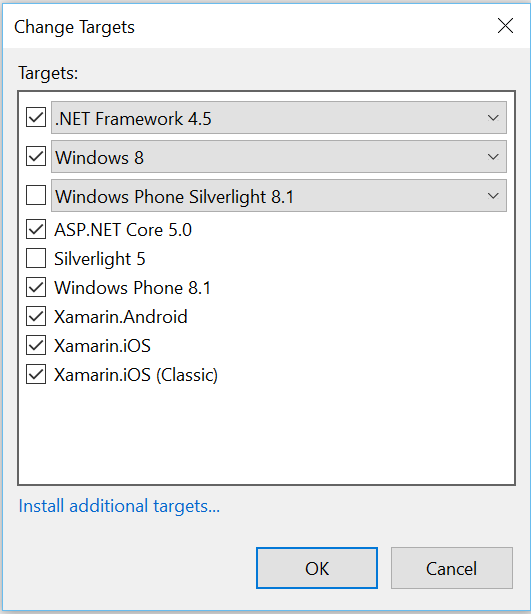 Change Targets
Targets:
.NET Framework 4.5
Windows 8
Windows Phone Silverlight 8.1
ASP.NET Core 5.0
Silverlight 5
Windows Phone 8.1
Xamarin.Android
Xamarin.iOS
Xamarin.iOS (Classic)
Install additional targets...
OK
Cancel